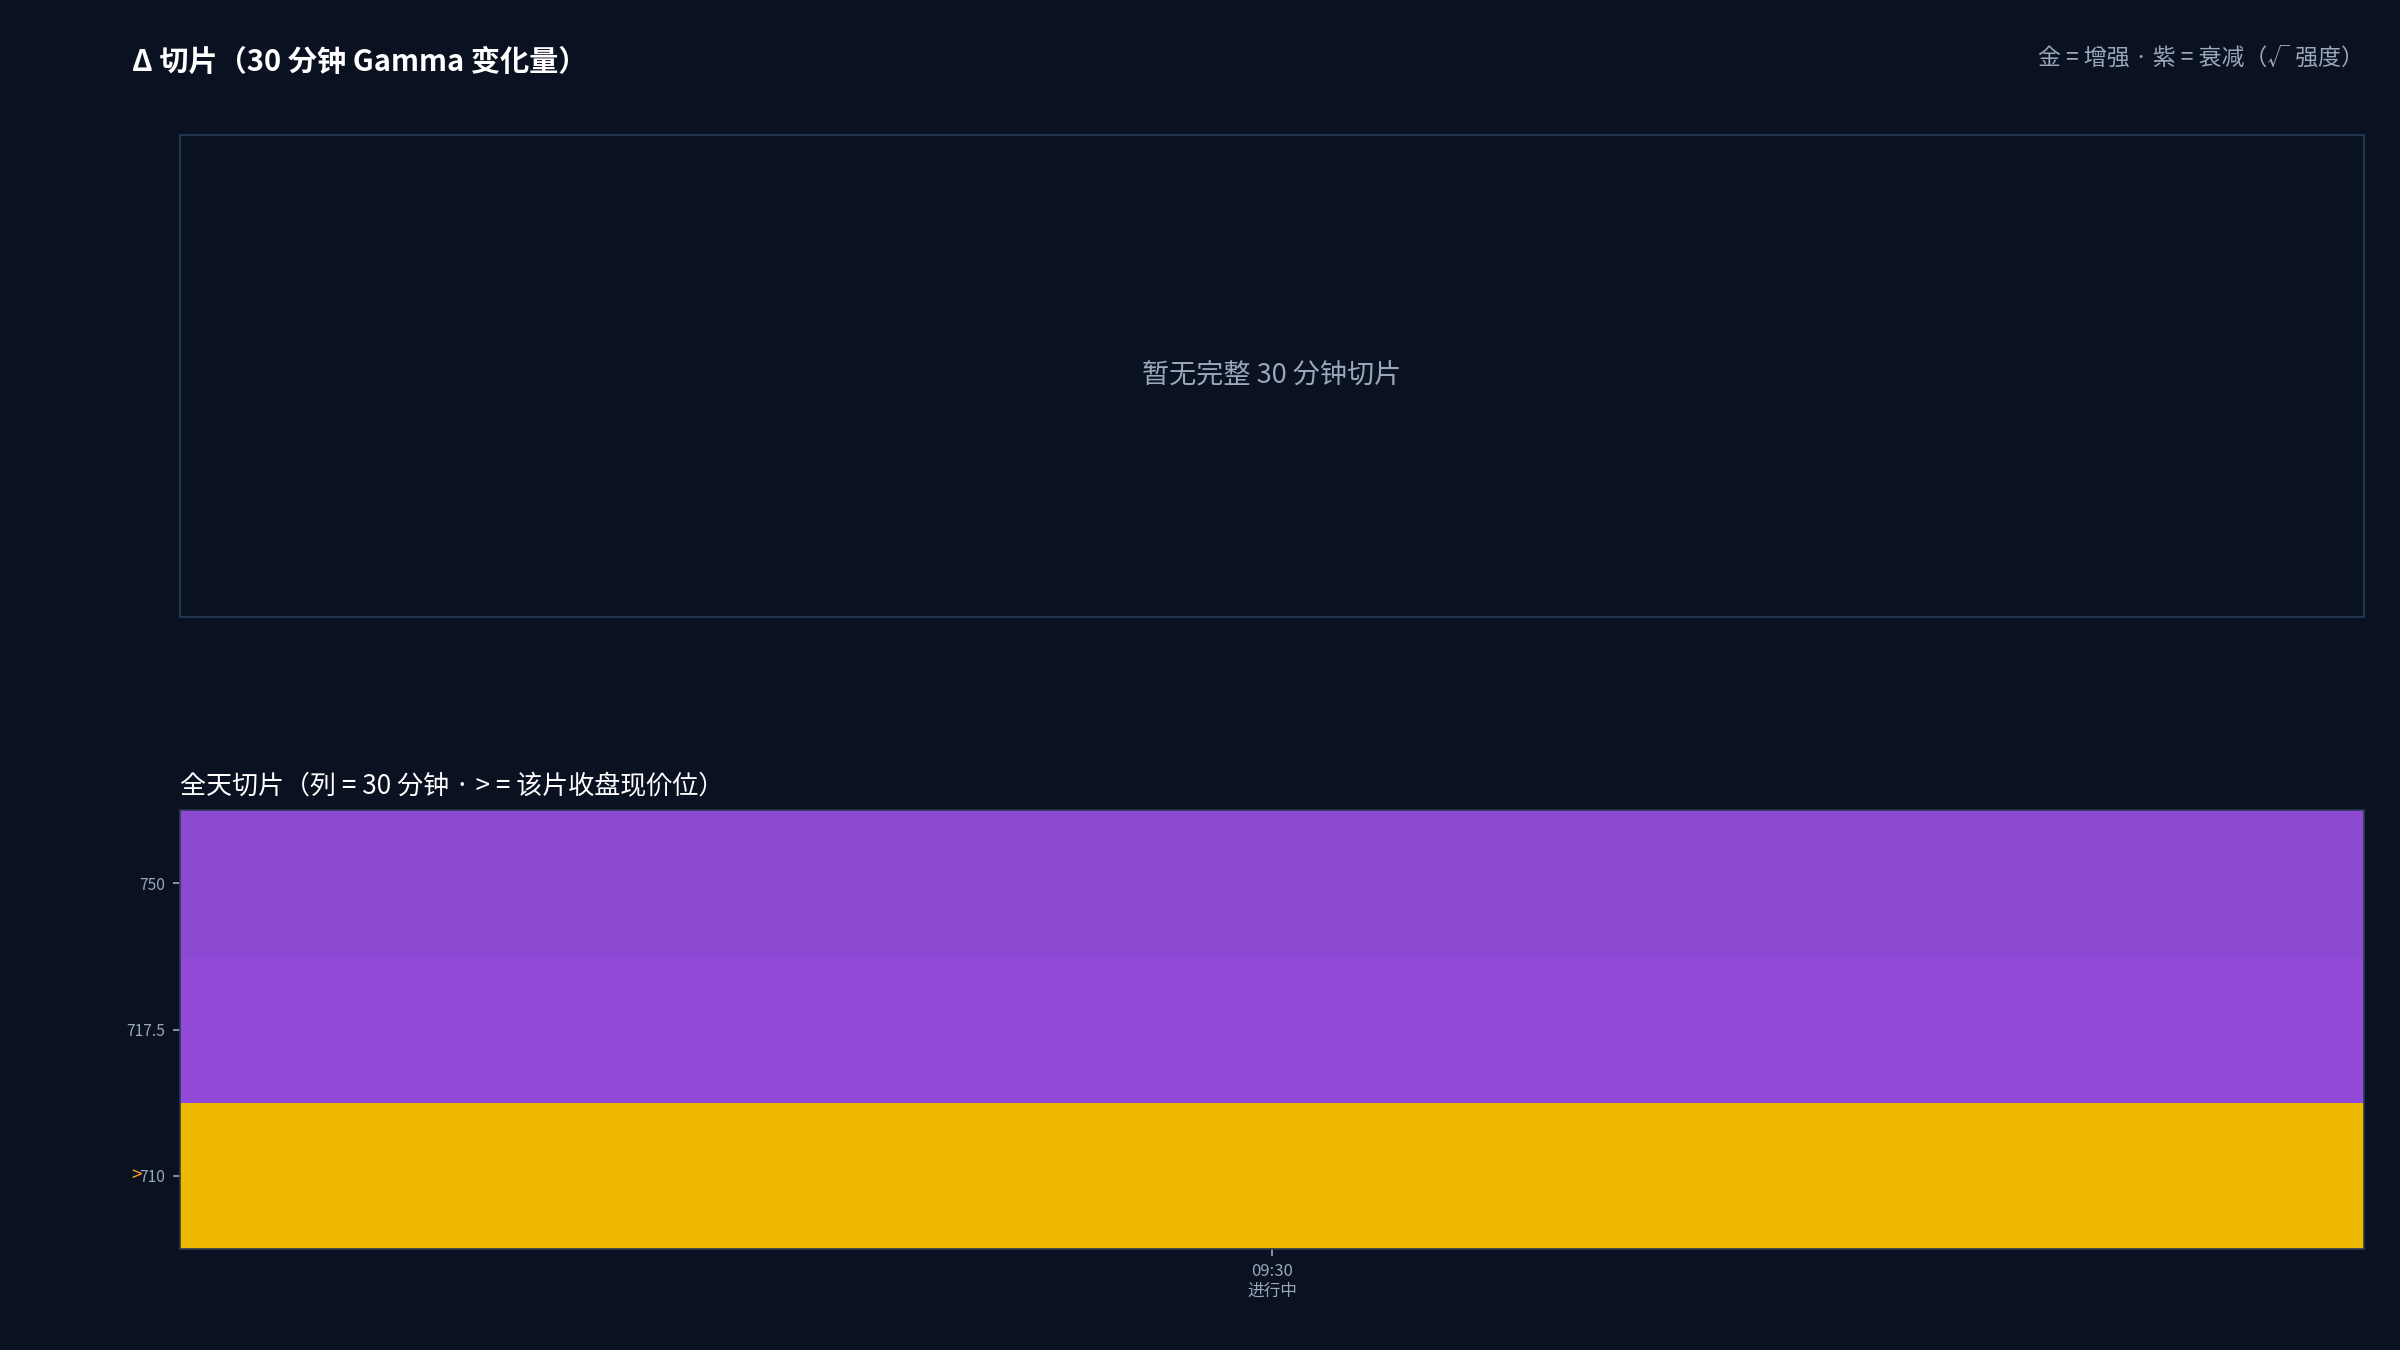 Δ 切片（30 分钟 Gamma 变化量）
金 = 增强 · 紫 = 衰减（√ 强度）
暂无完整 30 分钟切片
全天切片（列 = 30 分钟 · > = 该片收盘现价位）
750
717.5
>710
09:30
进行中